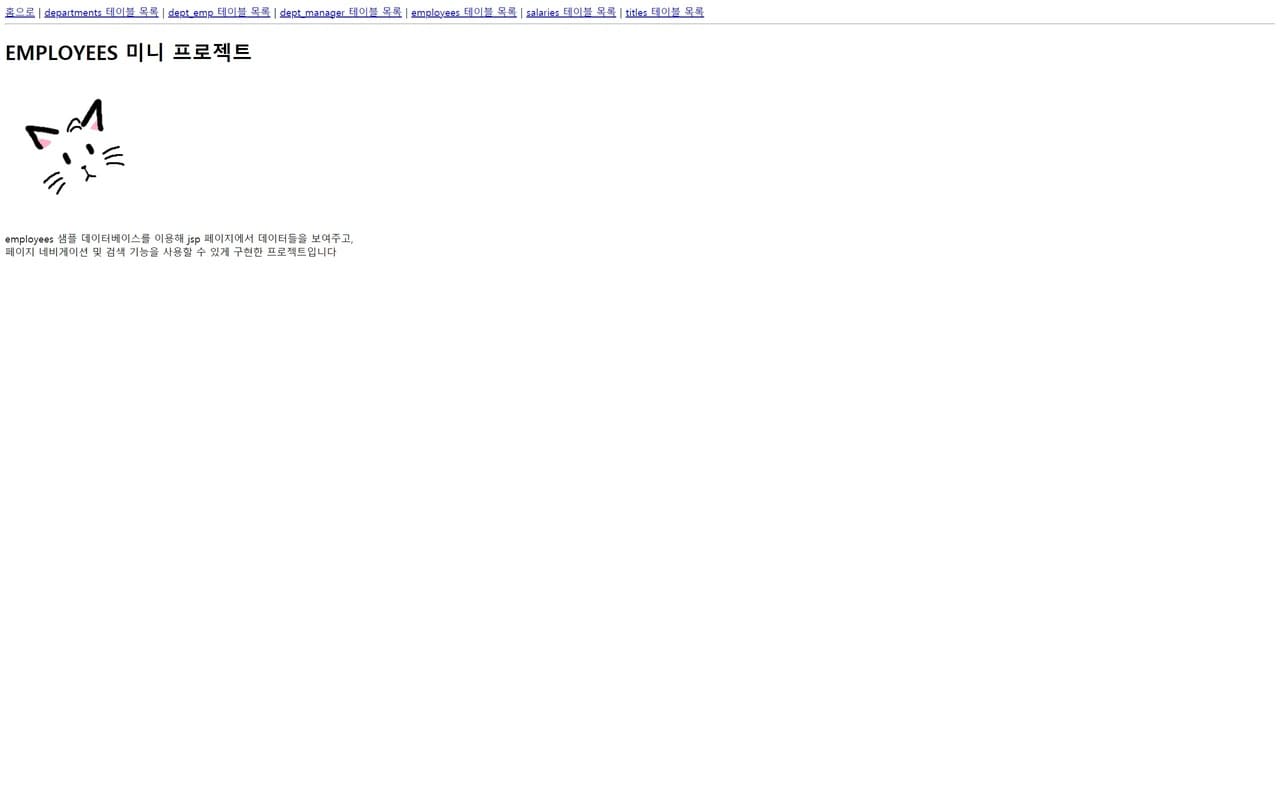 홈으로 | departments 테이블 목록 | dept_emp 테이블 목록 | dept_manager 테이블 목록 | employees 테이블 목록 | salaries 테이블 목록 | titles 테이블 목록
EMPLOYEES 미니 프로젝트
employees 샘플 데이터베이스를 이용해 jsp 페이지에서 데이터들을 보여주고,
페이지 네비게이션 및 검색 기능을 사용할 수 있게 구현한 프로젝트입니다